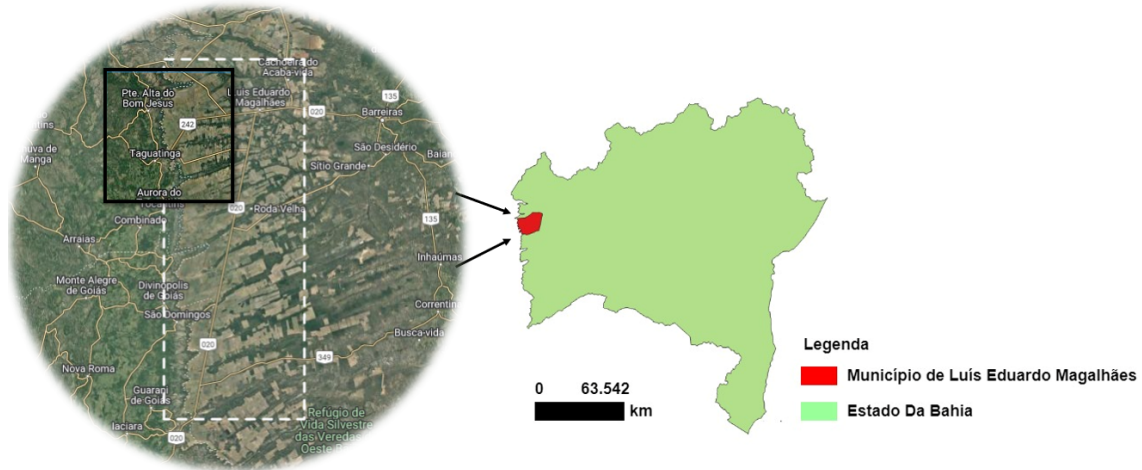 Cachoeira do
Acaba-vida
Pte. Alta do
Bom Jesus
Luís Eduardo
Magalhães
135
020
Barreiras
242
São Desidério
Taguatinga
Sítio Grande
Manga
Aurora do
Tocantins
020
Roda Velha
Combinado
135
Arraias
Inhaúmas
Monte Alegre
de Goiás
Divinópolis
de Goiás
São Domingos
Correntin
020
Busca-vida
349
Nova Roma
Guarani
de Goiás
Iaciara
020
Refúgio de
Vida Silvestre
das Veredas
Oeste
Legenda
0 63.542
km
Município de Luís Eduardo Magalhães
Estado Da Bahia